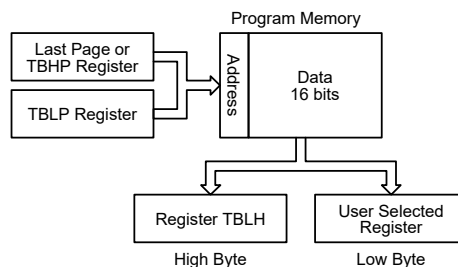 Program Memory
Last Page or
TBHP Register
TBLP Register
Address
Data
16 bits
Register TBLH
User Selected
Register
High Byte
Low Byte